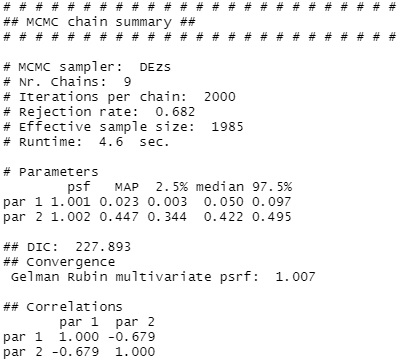 # # # # # # # # # # # # # # # # # # # # # # # # #
## MCMC chain summary ##
# # # # # # # # # # # # # # # # # # # # # # # # #
# MCMC sampler:  DEzs
# Nr. Chains:  9
# Iterations per chain:  2000
# Rejection rate:  0.682
# Effective sample size:  1985
# Runtime:  4.6  sec.
# Parameters
psf   MAP  2.5% median 97.5%
par 1 1.001 0.023 0.003  0.050 0.097
par 2 1.002 0.447 0.344  0.422 0.495
## DIC:  227.893
## Convergence
Gelman Rubin multivariate psrf:  1.007
## Correlations
par 1  par 2
par 1  1.000 -0.679
par 2 -0.679  1.000